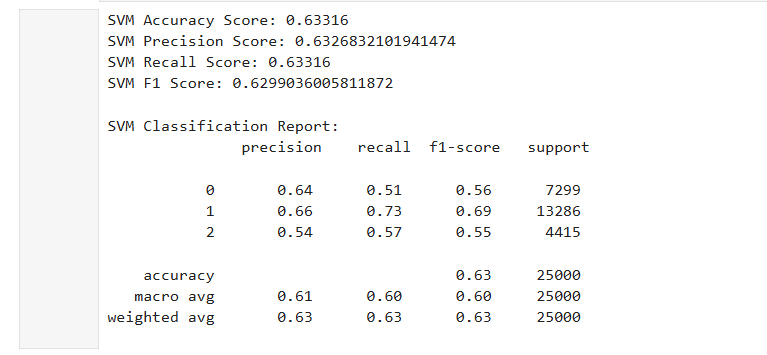 SVM Accuracy Score: 0.63316
SVM Precision Score: 0.6326832101941474
SVM Recall Score: 0.63316
SVM F1 Score: 0.6299036005811872
SVM Classification Report:
precision recall f1-score support
0 0.64 0.51 0.56 7299
1 0.66 0.73 0.69 13286
2 0.54 0.57 0.55 4415
accuracy 0.63 25000
macro avg 0.61 0.60 0.60 25000
weighted avg 0.63 0.63 0.63 25000